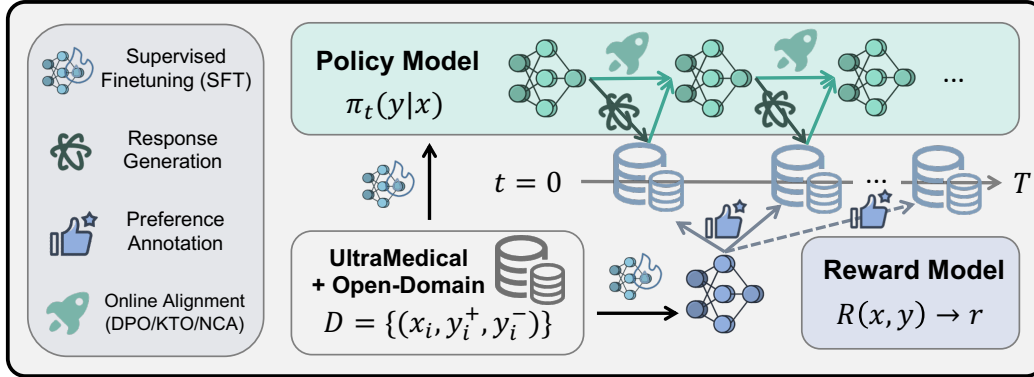 Supervised
Finetuning (SFT)
Response
Generation
Preference
Annotation
Online Alignment
(DPO/KTO/NCA)
Policy Model
π_t(y|x)
...
t = 0
...
T
UltraMedical
+ Open-Domain
D = {(x_i, y_i^+, y_i^-)}
Reward Model
R(x, y) → r